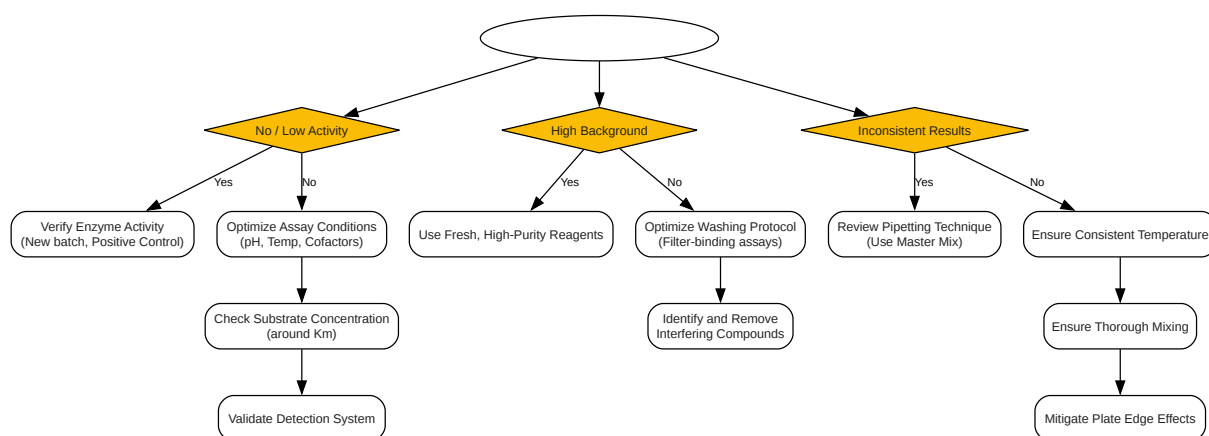 No / Low Activity
High Background
Inconsistent Results
Yes
No
Yes
No
Yes
No
Verify Enzyme Activity
(New batch, Positive Control)
Optimize Assay Conditions
(pH, Temp, Cofactors)
Use Fresh, High-Purity Reagents
Optimize Washing Protocol
(Filter-binding assays)
Review Pipetting Technique
(Use Master Mix)
Ensure Consistent Temperature
Check Substrate Concentration
(around Km)
Identify and Remove
Interfering Compounds
Ensure Thorough Mixing
Validate Detection System
Mitigate Plate Edge Effects